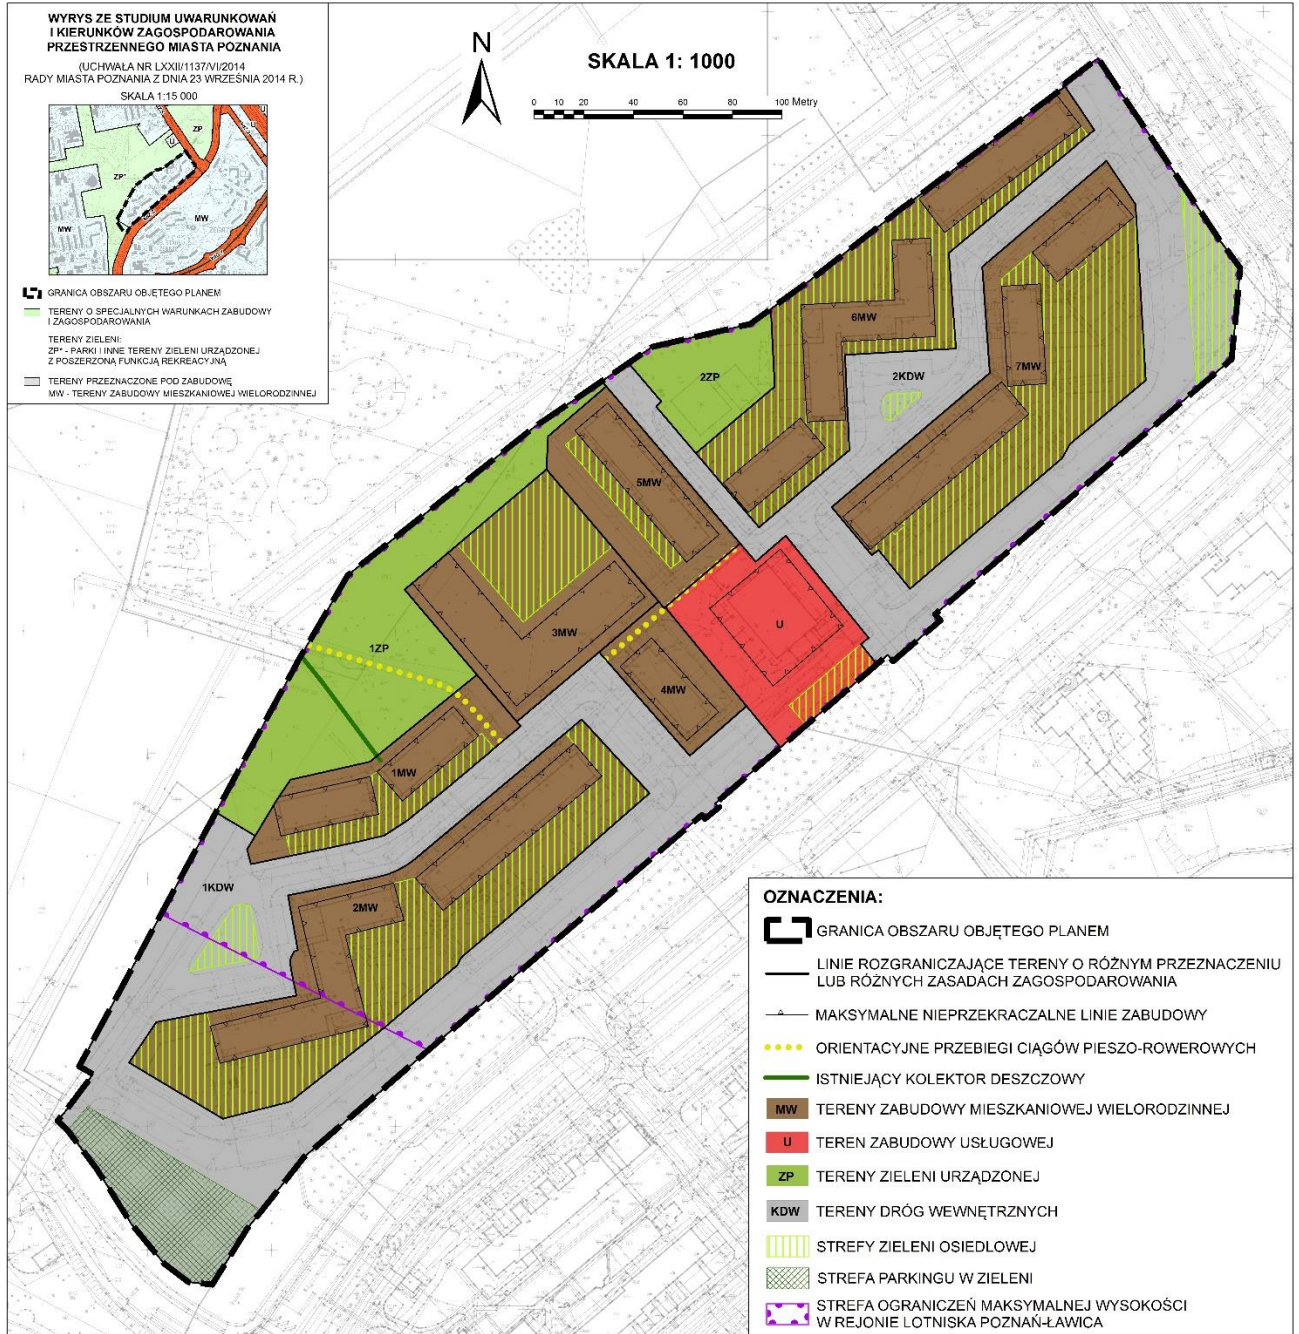 WYRYS ZE STUDIUM UWARUNKOWAŃ
I KIERUNKÓW ZAGOSPODAROWANIA
PRZESTRZENNEGO MIASTA POZNANIA
(UCHWAŁA NR LXXII/1137/VI/2014
RADY MIASTA POZNANIA Z DNIA 23 WRZEŚNIA 2014 R.)
SKALA 1:15 000
ZP
U
U
ZP*
MW
MW
GRANICA OBSZARU OBJĘTEGO PLANEM
TERENY O SPECJALNYCH WARUNKACH ZABUDOWY
I ZAGOSPODAROWANIA
TERENY ZIELENI:
ZP* - PARKI I INNE TERENY ZIELENI URZĄDZONEJ
Z POSZERZONĄ FUNKCJĄ REKREACYJNĄ
TERENY PRZEZNACZONE POD ZABUDOWĘ
MW - TERENY ZABUDOWY MIESZKANIOWEJ WIELORODZINNEJ
N
SKALA 1: 1000
0 10 20 40 60 80 100 Metry
6MW
7MW
2ZP
2KDW
5MW
U
3MW
1ZP
4MW
1MW
1KDW
2MW
OZNACZENIA:
GRANICA OBSZARU OBJĘTEGO PLANEM
LINIE ROZGRANICZAJĄCE TERENY O RÓŻNYM PRZEZNACZENIU
LUB RÓŻNYCH ZASADACH ZAGOSPODAROWANIA
MAKSYMALNE NIEPRZEKRACZALNE LINIE ZABUDOWY
ORIENTACYJNE PRZEBIEGI CIĄGÓW PIESZO-ROWEROWYCH
ISTNIEJĄCY KOLEKTOR DESZCZOWY
MW TERENY ZABUDOWY MIESZKANIOWEJ WIELORODZINNEJ
U TEREN ZABUDOWY USŁUGOWEJ
ZP TERENY ZIELENI URZĄDZONEJ
KDW TERENY DRÓG WEWNĘTRZNYCH
STREFY ZIELENI OSIEDLOWEJ
STREFA PARKINGU W ZIELENI
STREFA OGRANICZEŃ MAKSYMALNEJ WYSOKOŚCI
W REJONIE LOTNISKA POZNAŃ-ŁAWICA